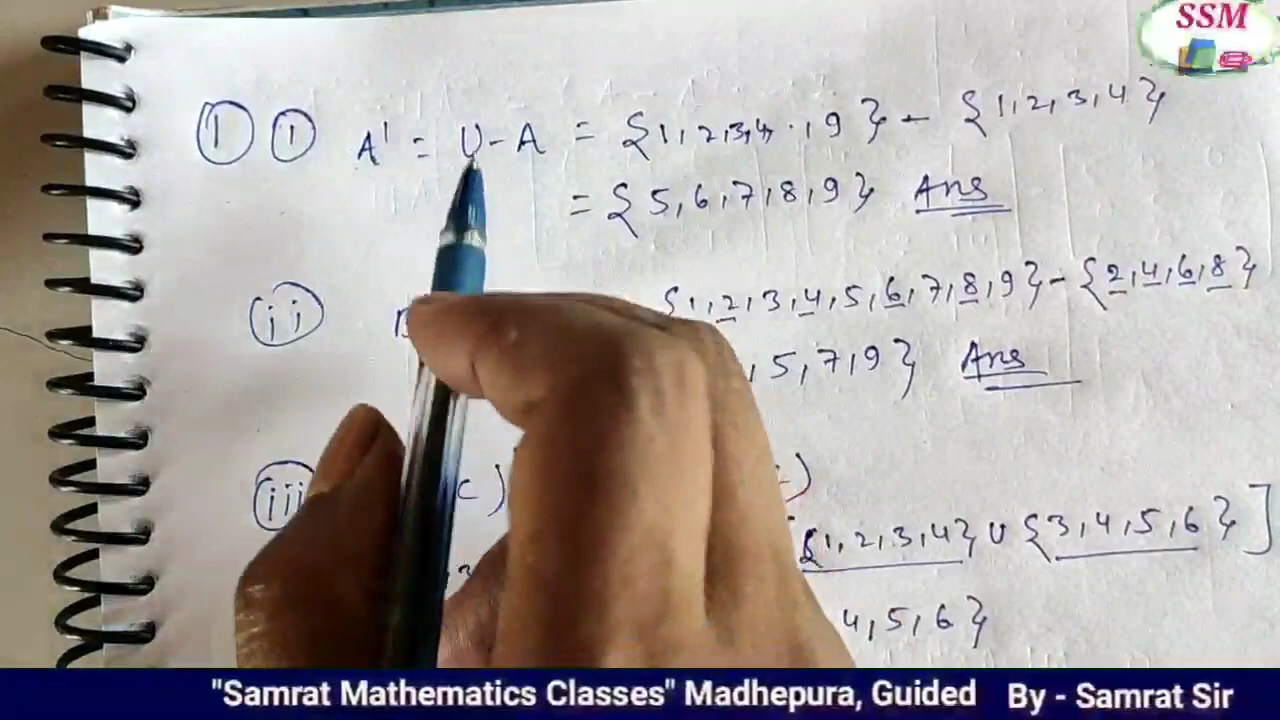 SSM
① ⓘ A' = U - A = {1,2,3,4, . , 9} - {1,2,3,4}
= {5,6,7,8,9} Ans
(ii) {1,2,3,4,5,6,7,8,9} - {2,4,6,8}
,5,7,9} Ans
(iii) C) )
{1,2,3,4} ∪ {3,4,5,6}]
4,5,6}
"Samrat Mathematics Classes" Madhepura, Guided By - Samrat Sir